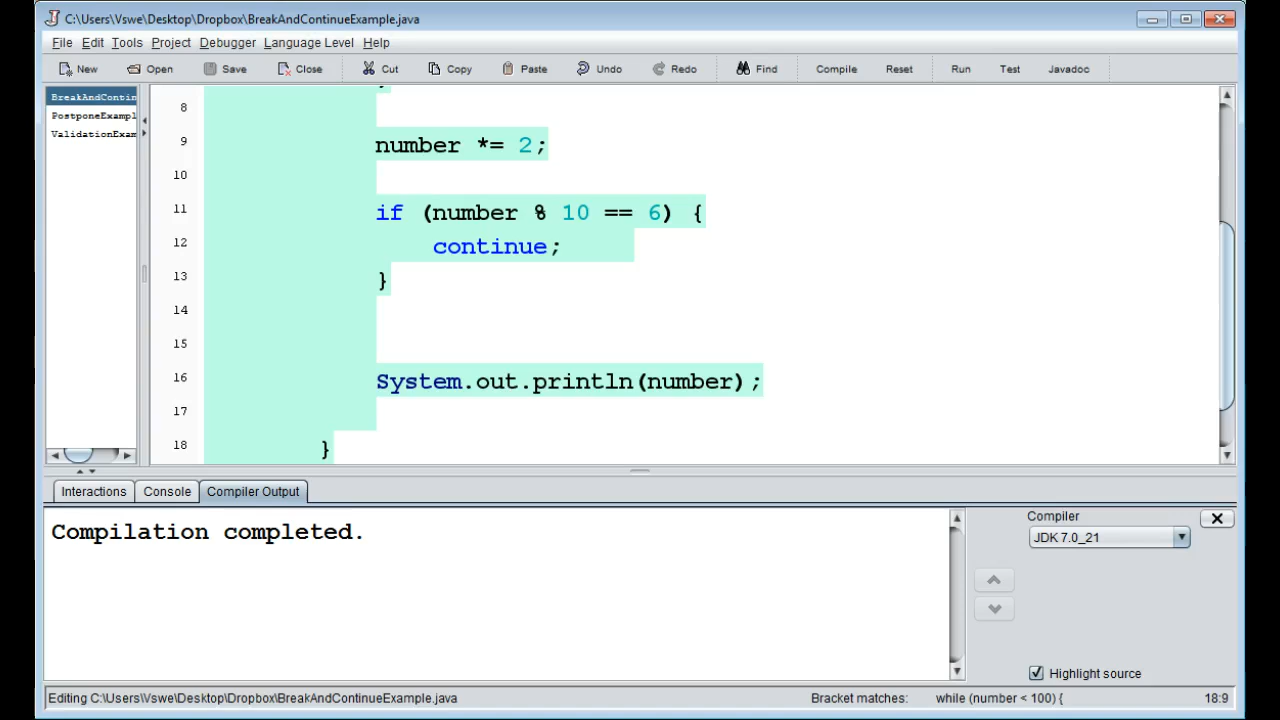 C:\Users\Vswe\Desktop\Dropbox\BreakAndContinueExample.java
File Edit Tools Project Debugger Language Level Help
New Open Save Close Cut Copy Paste Undo Redo Find Compile Reset Run Test Javadoc
BreakAndContin
PostponeExampl
ValidationExam
8
9 number *= 2;
10
11 if (number % 10 == 6) {
12 continue;
13 }
14
15
16 System.out.println(number);
17
18 }
Interactions Console Compiler Output
Compilation completed.
Compiler
JDK 7.0_21
Highlight source
Editing C:\Users\Vswe\Desktop\Dropbox\BreakAndContinueExample.java Bracket matches: while (number < 100) { 18:9